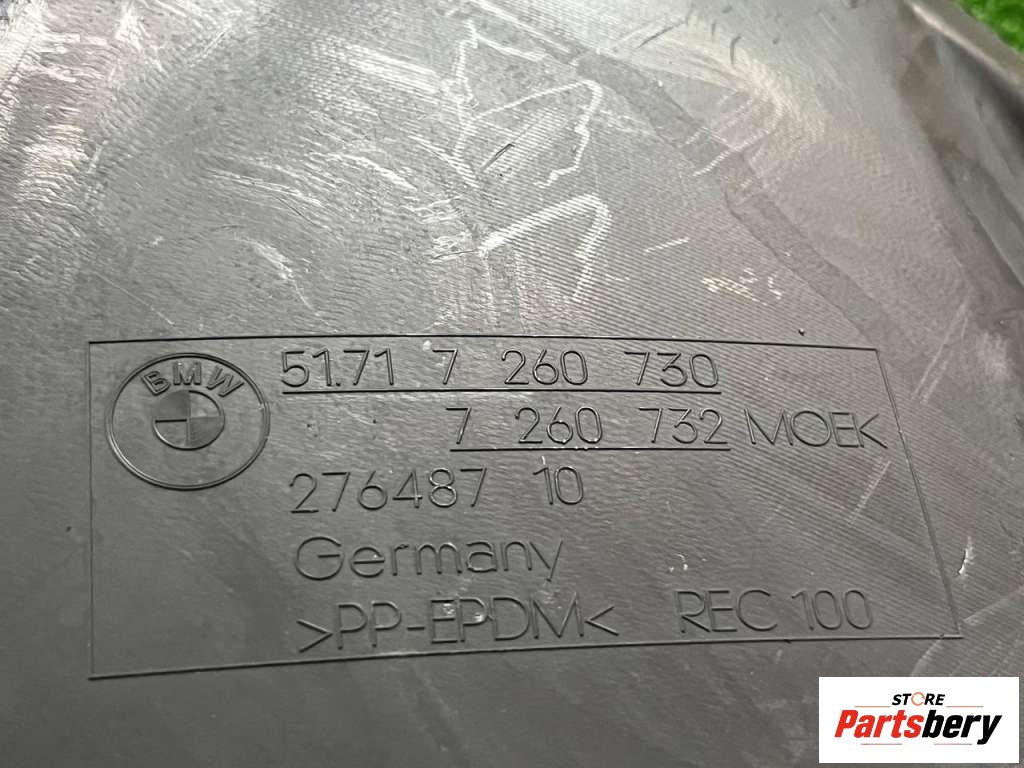 BMW
51.71 7 260 730
7 260 732 MOEK
276487 10
Germany
>PP-EPDM< REC 100
STORE
Partsbery